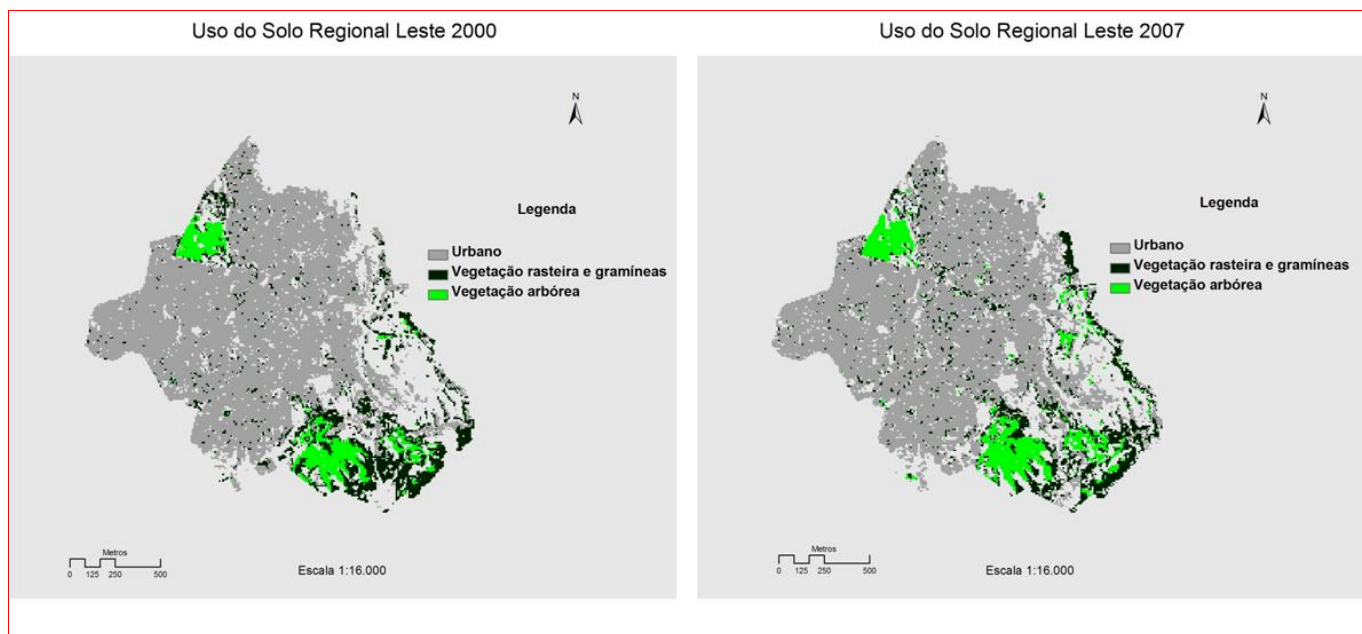 Uso do Solo Regional Leste 2000
N
Legenda
Urbano
Vegetação rasteira e gramíneas
Vegetação arbórea
Metros
0 125 250 500
Escala 1:16.000
Uso do Solo Regional Leste 2007
N
Legenda
Urbano
Vegetação rasteira e gramíneas
Vegetação arbórea
Metros
0 125 250 500
Escala 1:16.000